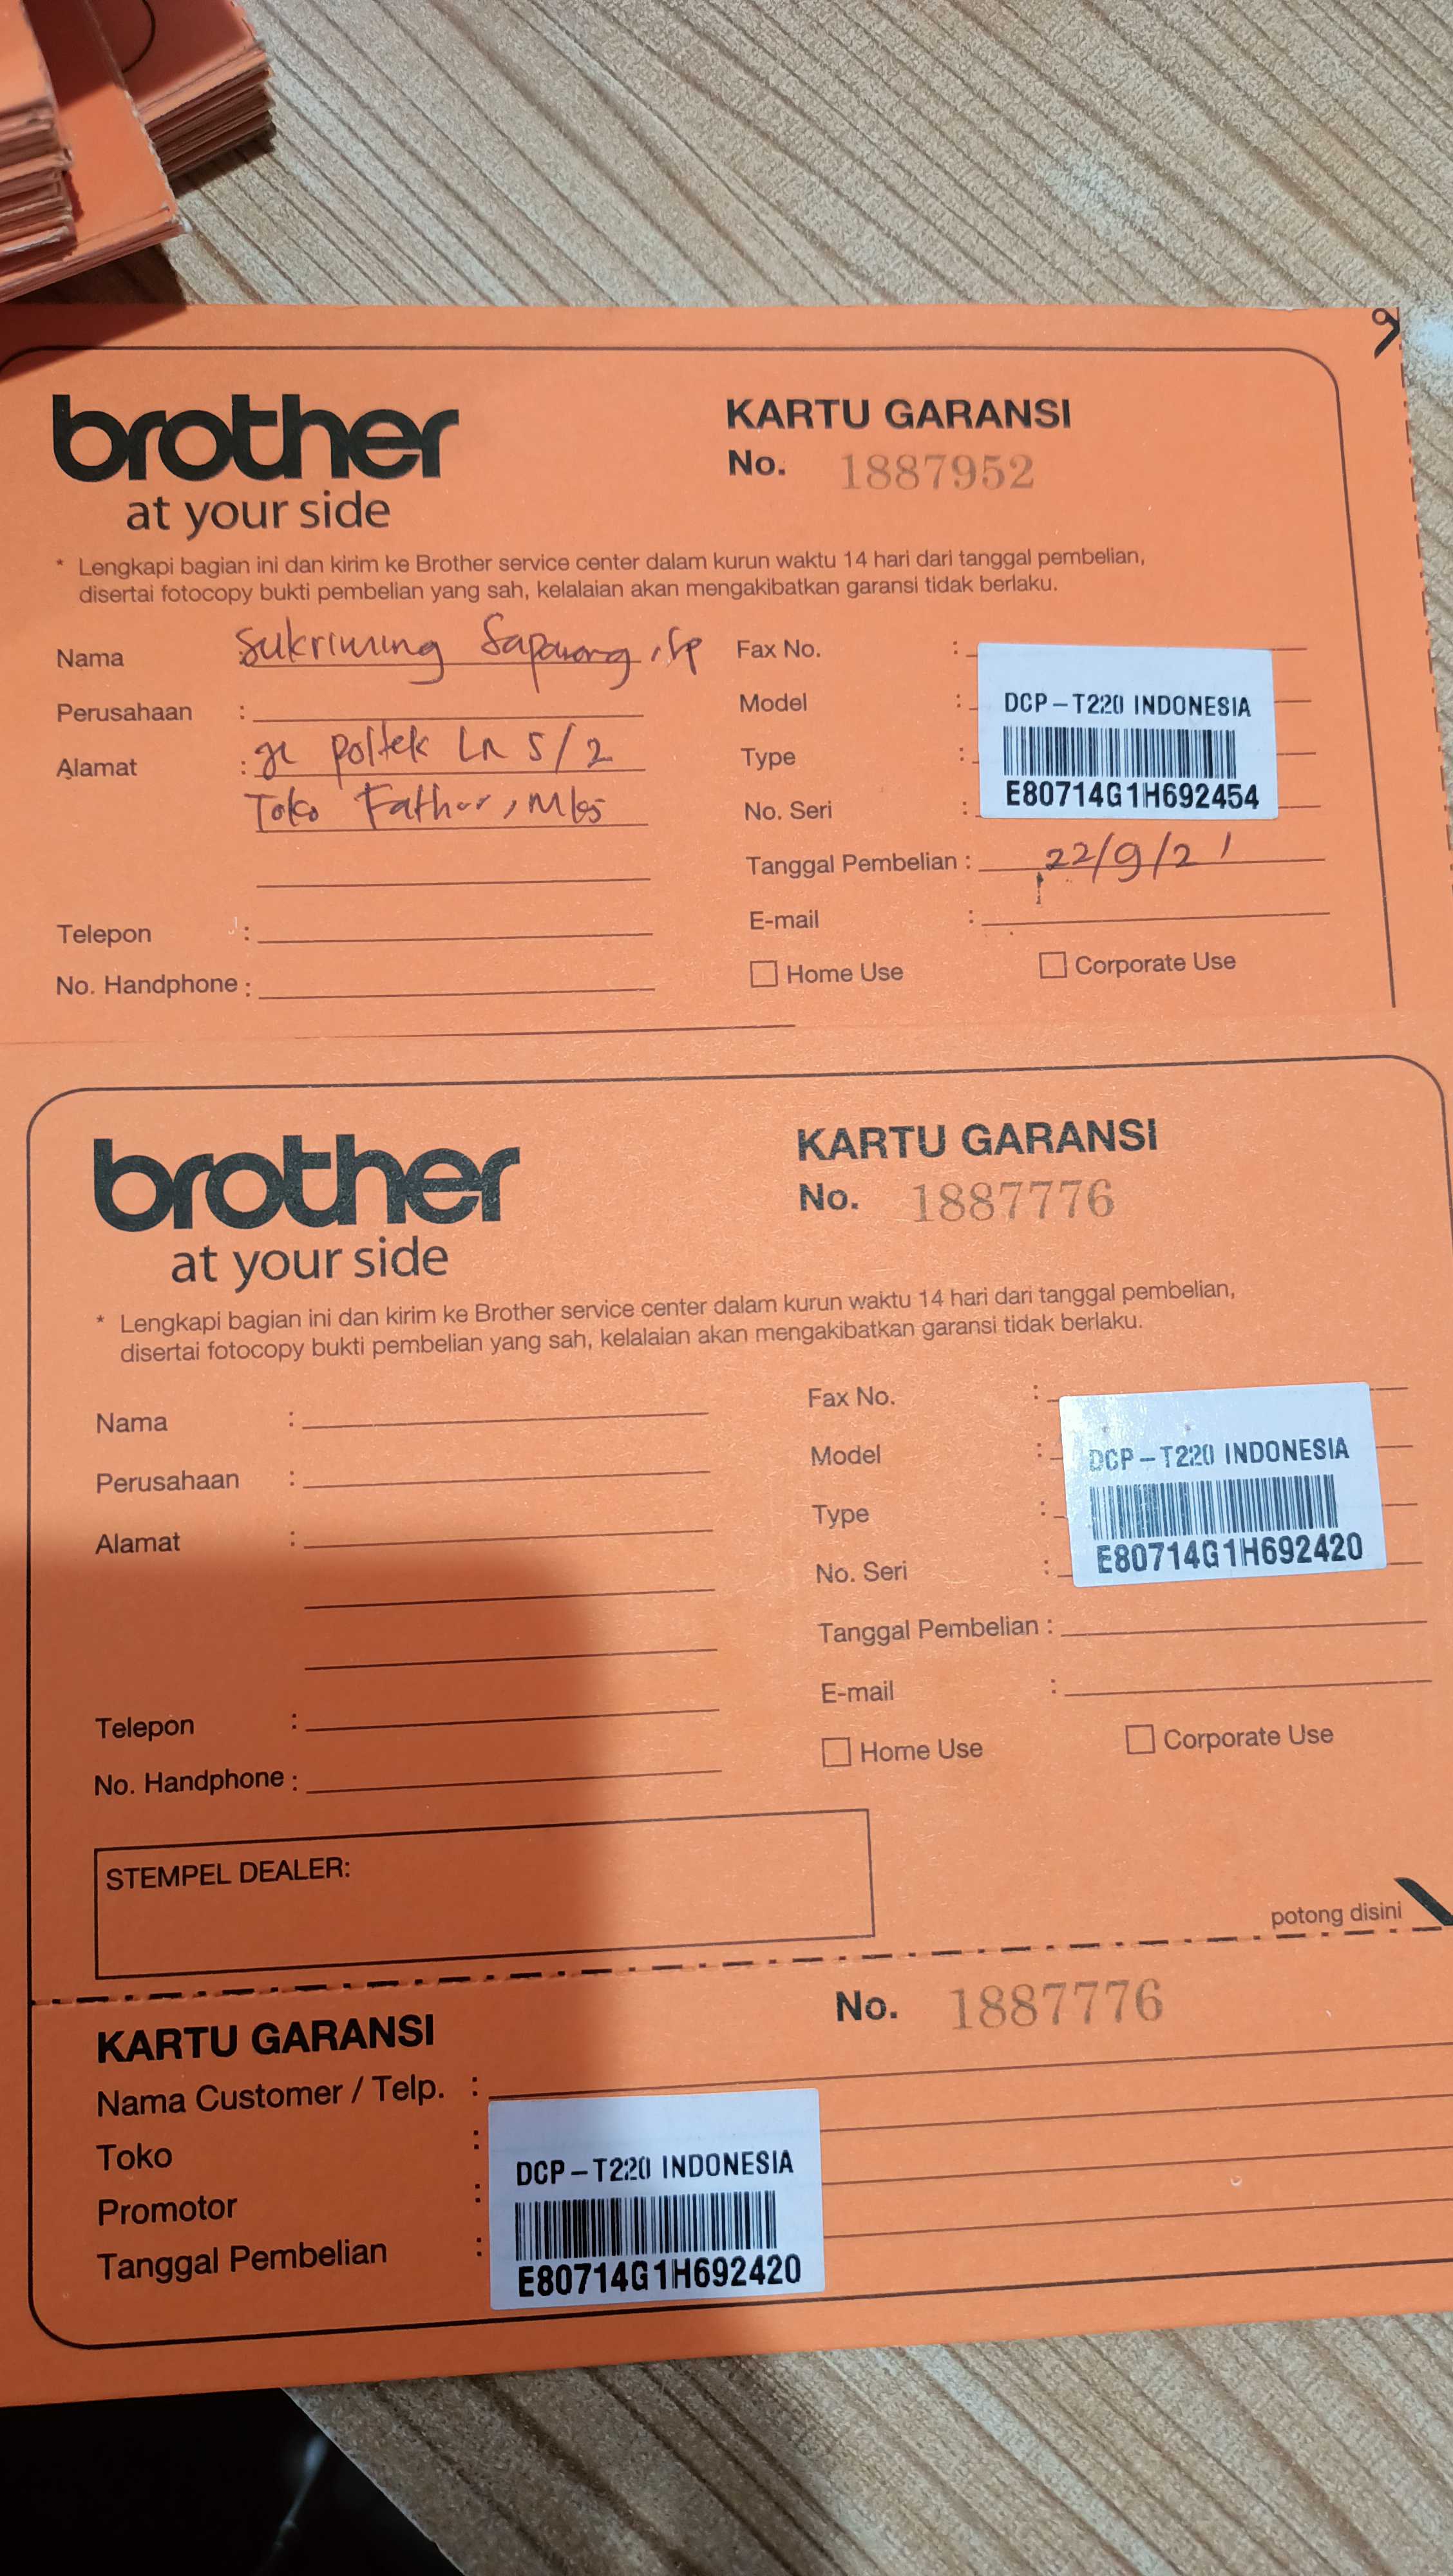 brother
at your side
KARTU GARANSI
No. 1887952
* Lengkapi bagian ini dan kirim ke Brother service center dalam kurun waktu 14 hari dari tanggal pembelian,
disertai fotocopy bukti pembelian yang sah, kelalaian akan mengakibatkan garansi tidak berlaku.
Nama
Perusahaan :
Alamat : Jl poltek LR 5/2
Toko Fathur, Mks
Telepon :
No. Handphone :
Fax No. :
Model :
Type :
No. Seri :
DCP-T220 INDONESIA
E80714G1H692454
Tanggal Pembelian : 22/9/21
E-mail :
Home Use Corporate Use
brother
at your side
KARTU GARANSI
No. 1887776
* Lengkapi bagian ini dan kirim ke Brother service center dalam kurun waktu 14 hari dari tanggal pembelian,
disertai fotocopy bukti pembelian yang sah, kelalaian akan mengakibatkan garansi tidak berlaku.
Nama :
Perusahaan :
Alamat :
Telepon :
No. Handphone :
Fax No. :
Model :
Type :
No. Seri :
DCP-T220 INDONESIA
E80714G1H692420
Tanggal Pembelian :
E-mail :
Home Use Corporate Use
STEMPEL DEALER:
potong disini
KARTU GARANSI
No. 1887776
Nama Customer / Telp. :
Toko :
Promotor :
Tanggal Pembelian :
DCP-T220 INDONESIA
E80714G1H692420